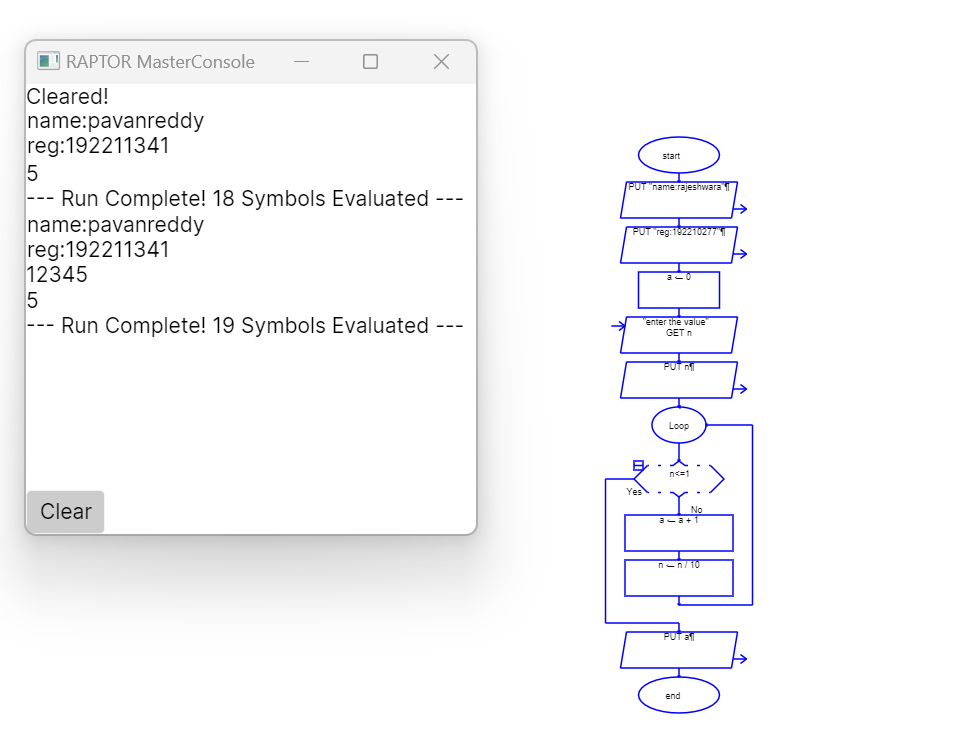 RAPTOR MasterConsole
Cleared!
name:pavanreddy
reg:192211341
5
--- Run Complete! 18 Symbols Evaluated ---
name:pavanreddy
reg:192211341
12345
5
--- Run Complete! 19 Symbols Evaluated ---
Clear
start
PUT "name:rajeshwara"¶
PUT "reg:192210277"¶
a ← 0
"enter the value"
GET n
PUT n¶
Loop
n<=1
Yes
No
a ← a + 1
n ← n / 10
PUT a¶
end